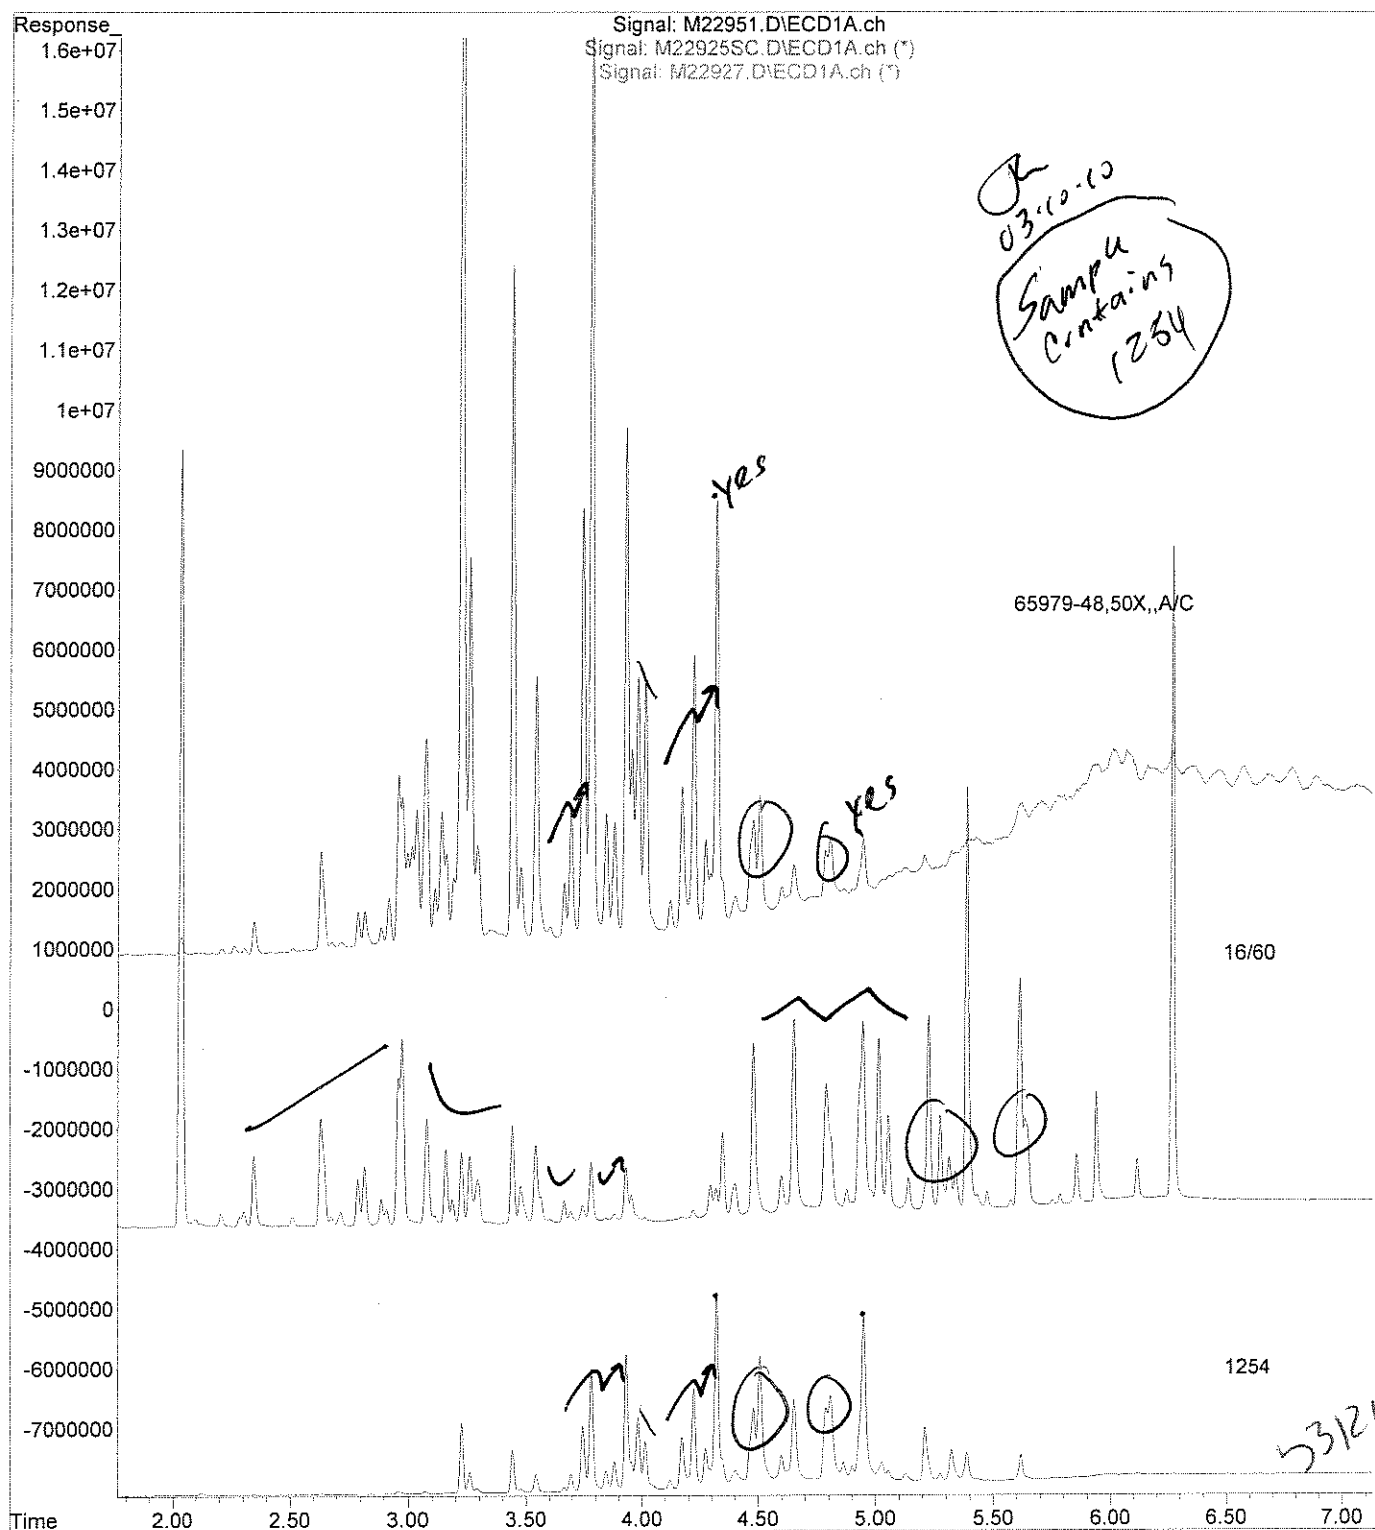 Response_
Signal: M22951.D\ECD1A.ch
Signal: M22925SC.D\ECD1A.ch (*)
Signal: M22927.D\ECD1A.ch (*)
1.6e+07
1.5e+07
1.4e+07
1.3e+07
1.2e+07
1.1e+07
1e+07
9000000
8000000
7000000
6000000
5000000
4000000
3000000
2000000
1000000
0
-1000000
-2000000
-3000000
-4000000
-5000000
-6000000
-7000000
03-10-10
Sample
Contains
1254
yes
65979-48,50X,,A/C
yes
16/60
1254
Time
2.00
2.50
3.00
3.50
4.00
4.50
5.00
5.50
6.00
6.50
7.00